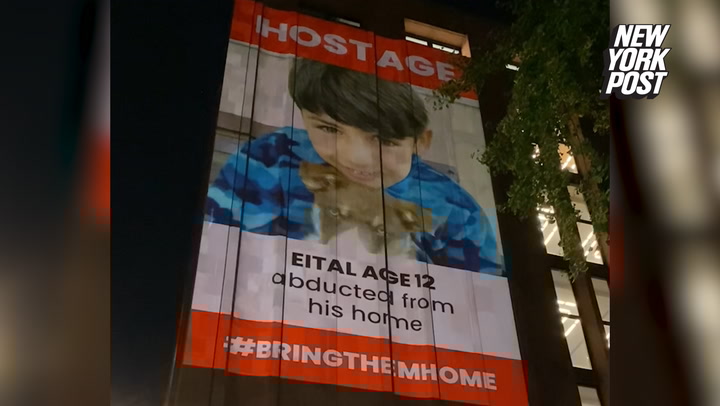 HOSTAGE
NEW
YORK
POST
EITAL AGE 12
abducted from
his home
#BRINGTHEMHOME